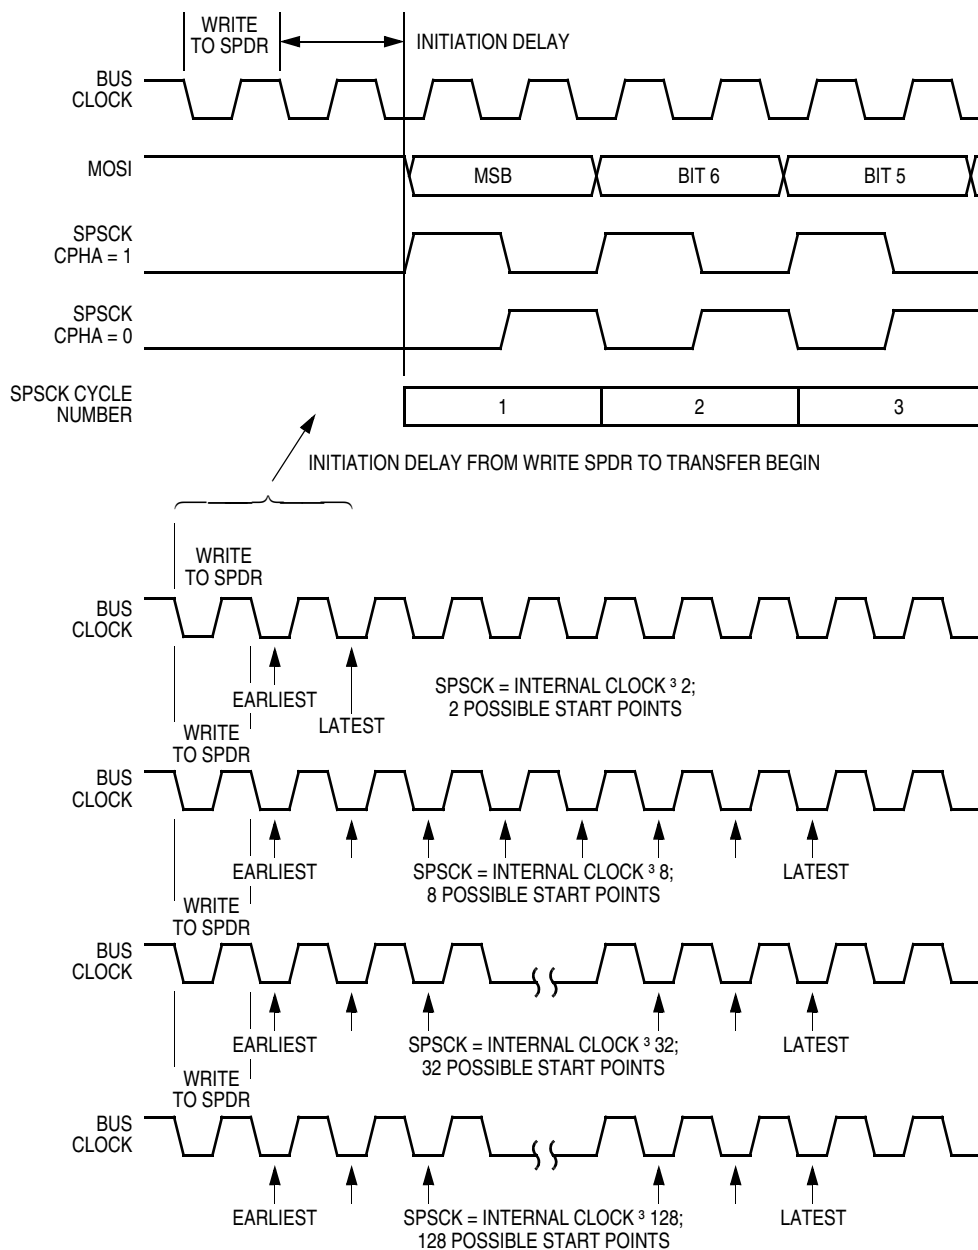 WRITE
TO SPDR
INITIATION DELAY
BUS
CLOCK
MOSI
MSB
BIT 6
BIT 5
SPSCK
CPHA = 1
SPSCK
CPHA = 0
SPSCK CYCLE
NUMBER
1
2
3
INITIATION DELAY FROM WRITE SPDR TO TRANSFER BEGIN
WRITE
TO SPDR
BUS
CLOCK
EARLIEST
LATEST
SPSCK = INTERNAL CLOCK ³ 2;
2 POSSIBLE START POINTS
WRITE
TO SPDR
BUS
CLOCK
EARLIEST
SPSCK = INTERNAL CLOCK ³ 8;
8 POSSIBLE START POINTS
LATEST
WRITE
TO SPDR
BUS
CLOCK
EARLIEST
SPSCK = INTERNAL CLOCK ³ 32;
32 POSSIBLE START POINTS
LATEST
WRITE
TO SPDR
BUS
CLOCK
EARLIEST
SPSCK = INTERNAL CLOCK ³ 128;
128 POSSIBLE START POINTS
LATEST